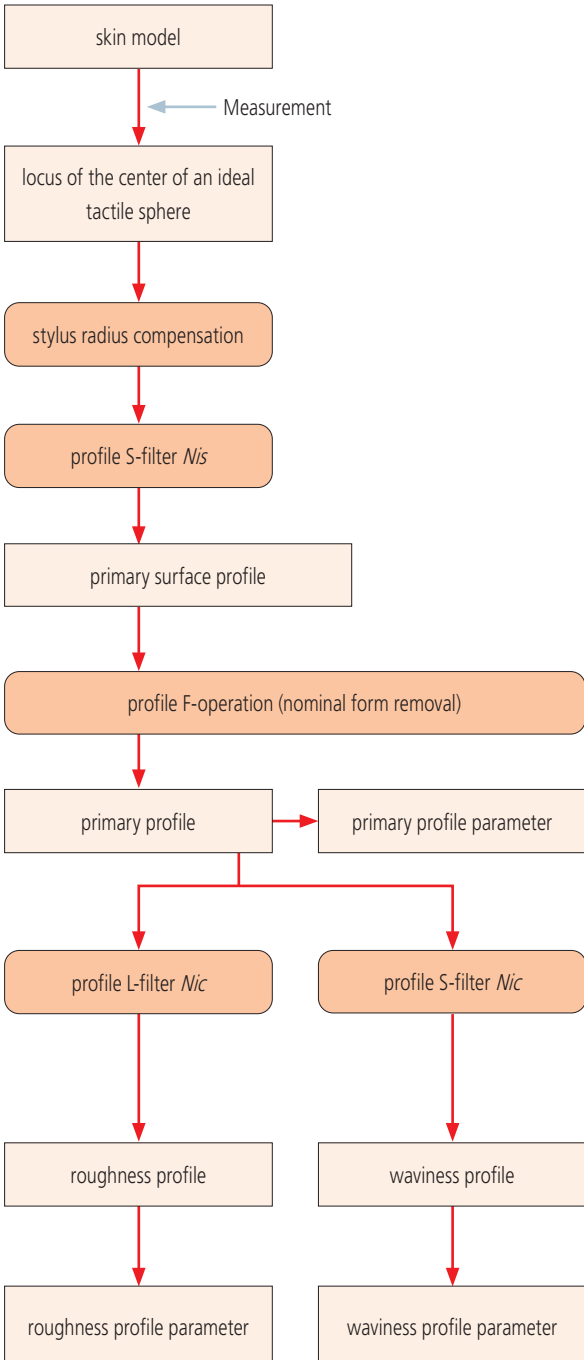 skin model
Measurement
locus of the center of an ideal
tactile sphere
stylus radius compensation
profile S-filter Nis
primary surface profile
profile F-operation (nominal form removal)
primary profile
primary profile parameter
profile L-filter Nic
profile S-filter Nic
roughness profile
waviness profile
roughness profile parameter
waviness profile parameter